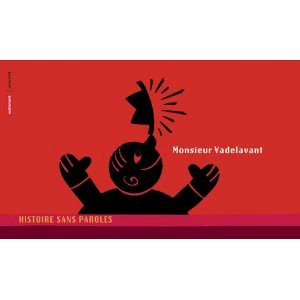 Monsieur Vadelavant
HISTOIRE SANS PAROLES